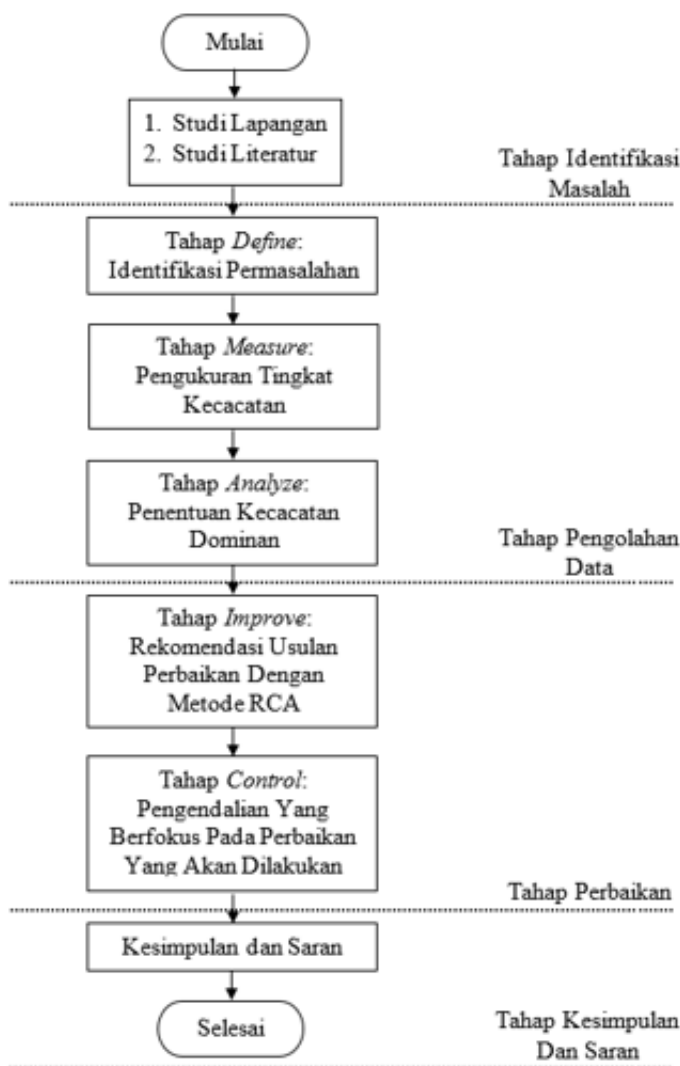 Mulai
1. Studi Lapangan
2. Studi Literatur
Tahap Identifikasi
Masalah
Tahap Define:
Identifikasi Permasalahan
Tahap Measure:
Pengukuran Tingkat
Kecacatan
Tahap Analyze:
Penentuan Kecacatan
Dominan
Tahap Pengolahan
Data
Tahap Improve:
Rekomendasi Usulan
Perbaikan Dengan
Metode RCA
Tahap Control:
Pengendalian Yang
Berfokus Pada Perbaikan
Yang Akan Dilakukan
Tahap Perbaikan
Kesimpulan dan Saran
Selesai
Tahap Kesimpulan
Dan Saran